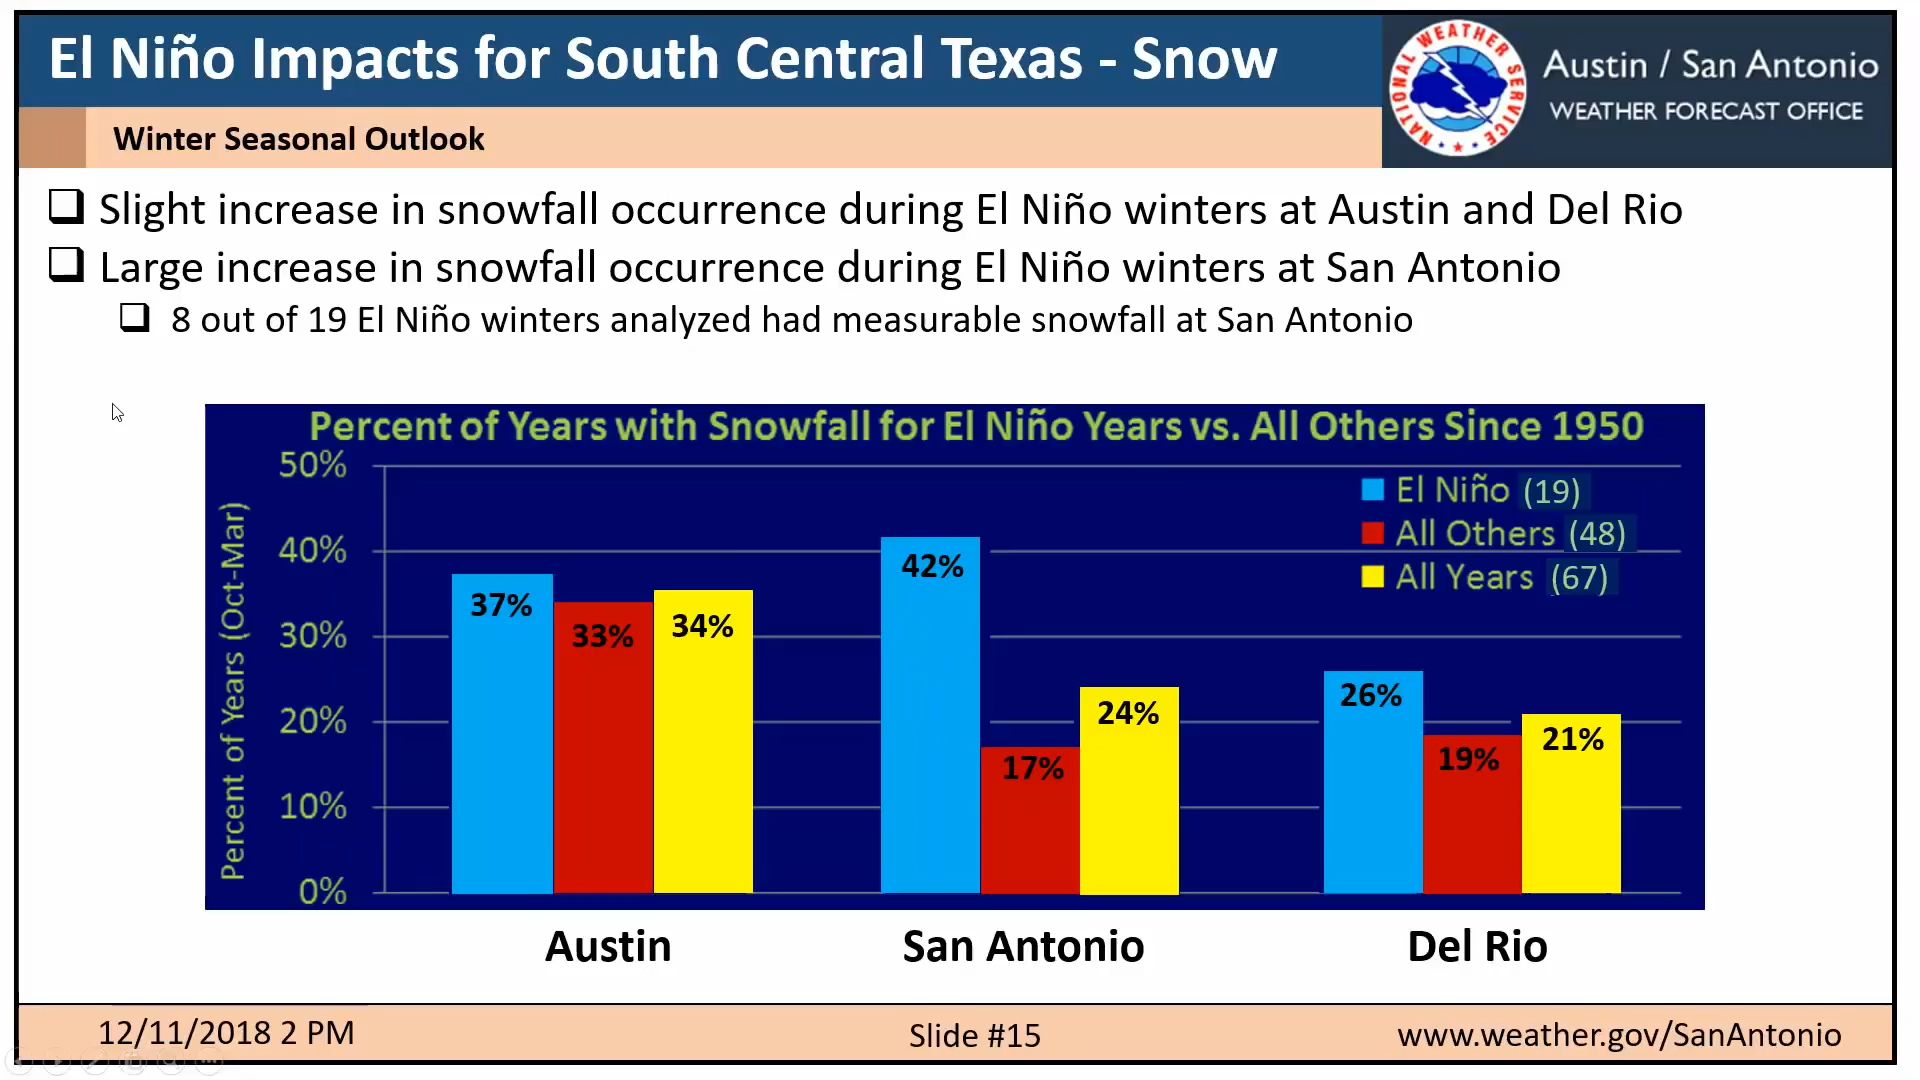 El Niño Impacts for South Central Texas - Snow
NATIONAL WEATHER SERVICE
Austin / San Antonio
WEATHER FORECAST OFFICE
Winter Seasonal Outlook
Slight increase in snowfall occurrence during El Niño winters at Austin and Del Rio
Large increase in snowfall occurrence during El Niño winters at San Antonio
8 out of 19 El Niño winters analyzed had measurable snowfall at San Antonio
Percent of Years with Snowfall for El Niño Years vs. All Others Since 1950
Percent of Years (Oct-Mar)
50%
40%
30%
20%
10%
0%
El Niño (19)
All Others (48)
All Years (67)
37%
33%
34%
42%
17%
24%
26%
19%
21%
Austin
San Antonio
Del Rio
12/11/2018 2 PM
Slide #15
www.weather.gov/SanAntonio